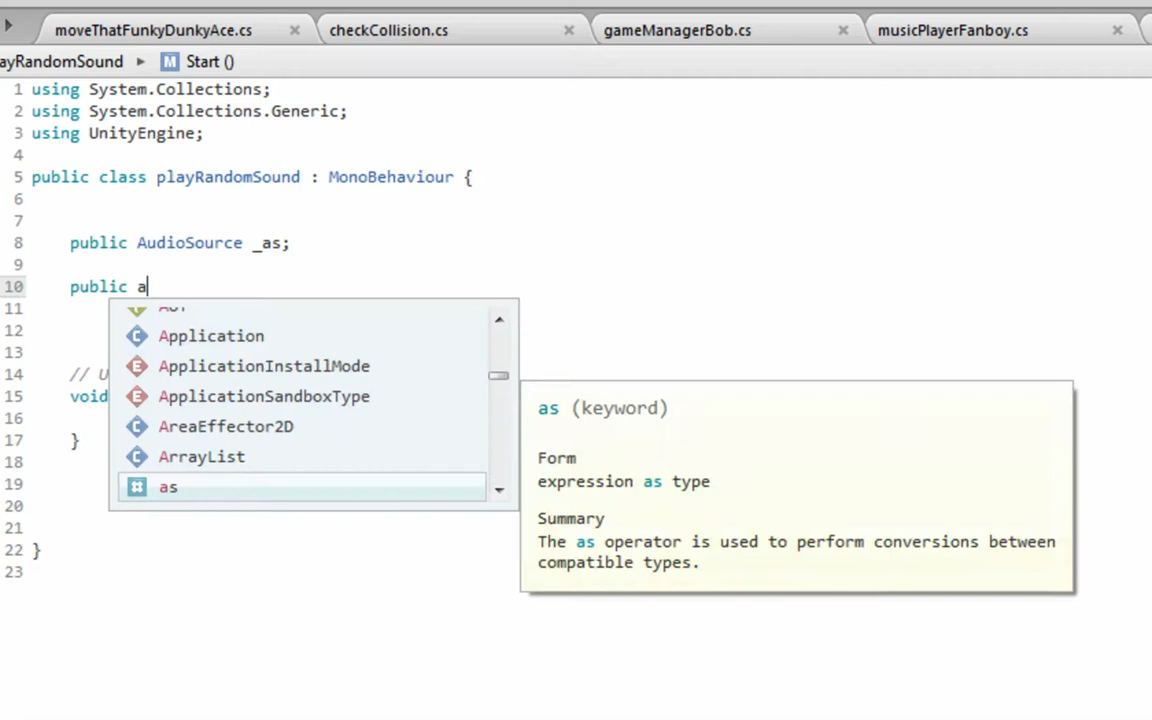 moveThatFunkyDunkyAce.cs
checkCollision.cs
gameManagerBob.cs
musicPlayerFanboy.cs
ayRandomSound
M Start ()
1 using System.Collections;
2 using System.Collections.Generic;
3 using UnityEngine;
4
5 public class playRandomSound : MonoBehaviour {
6
7
8 public AudioSource _as;
9
10 public a
11
12
13
14 // U
15 void
16
17 }
18
19
20
21
22 }
23
C Application
E ApplicationInstallMode
E ApplicationSandboxType
C AreaEffector2D
C ArrayList
as
as (keyword)
Form
expression as type
Summary
The as operator is used to perform conversions between
compatible types.